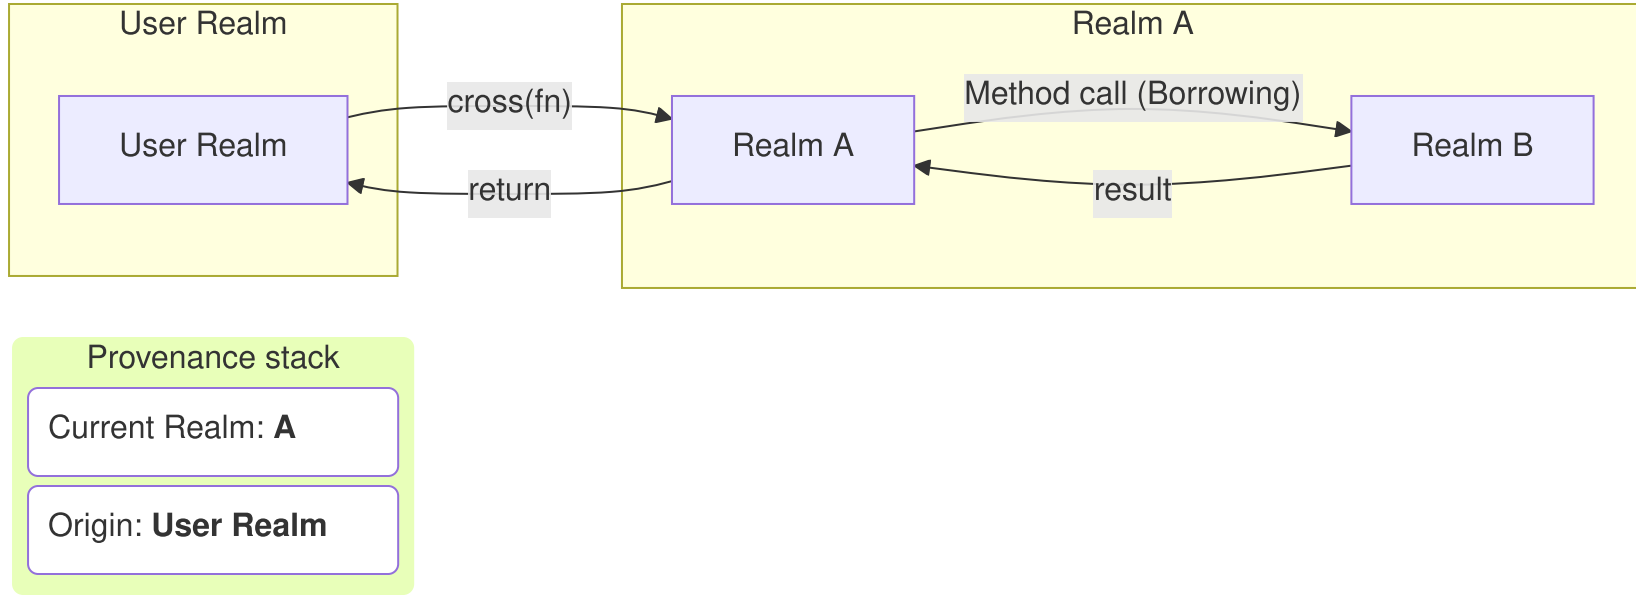 User Realm
Realm A
User Realm
cross(fn)
return
Realm A
Method call (Borrowing)
result
Realm B
Provenance stack
Current Realm: A
Origin: User Realm